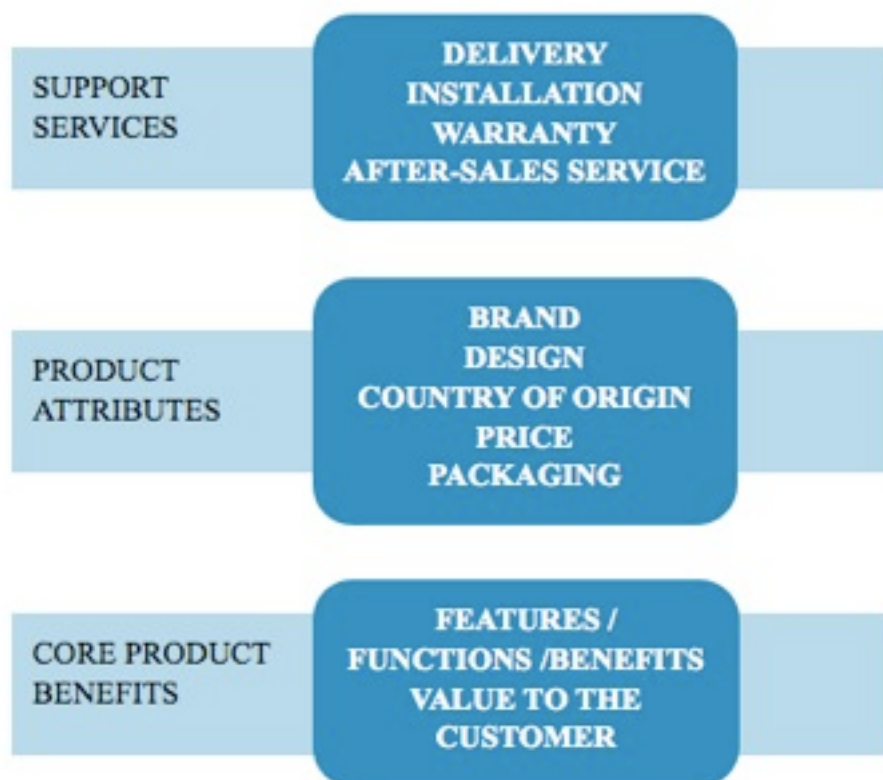 SUPPORT
SERVICES
DELIVERY
INSTALLATION
WARRANTY
AFTER-SALES SERVICE
PRODUCT
ATTRIBUTES
BRAND
DESIGN
COUNTRY OF ORIGIN
PRICE
PACKAGING
CORE PRODUCT
BENEFITS
FEATURES /
FUNCTIONS /BENEFITS
VALUE TO THE
CUSTOMER